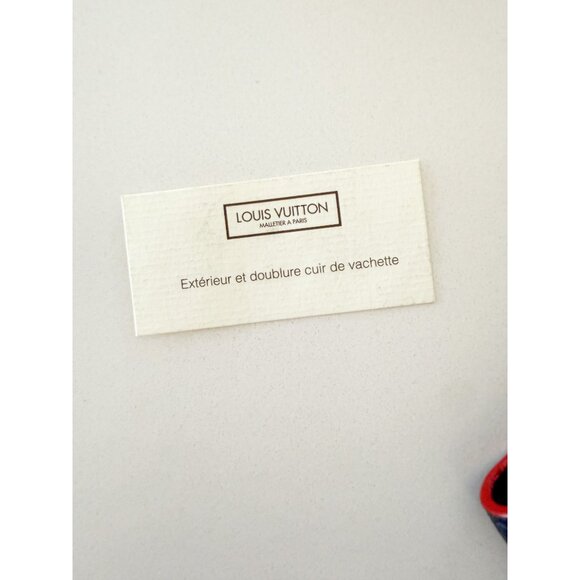 LOUIS VUITTON
MALLETIER A PARIS
Extérieur et doublure cuir de vachette